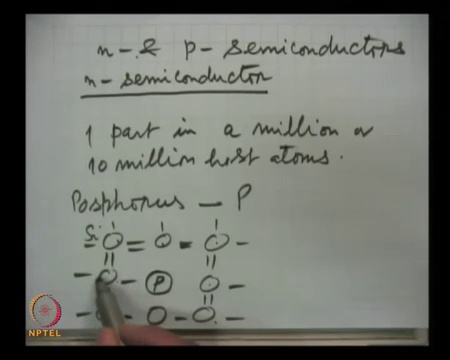 n- & p- semiconductors
n- semiconductor
1 part in a million or
10 million host atoms.
Posphorus — P
Si
P
NPTEL